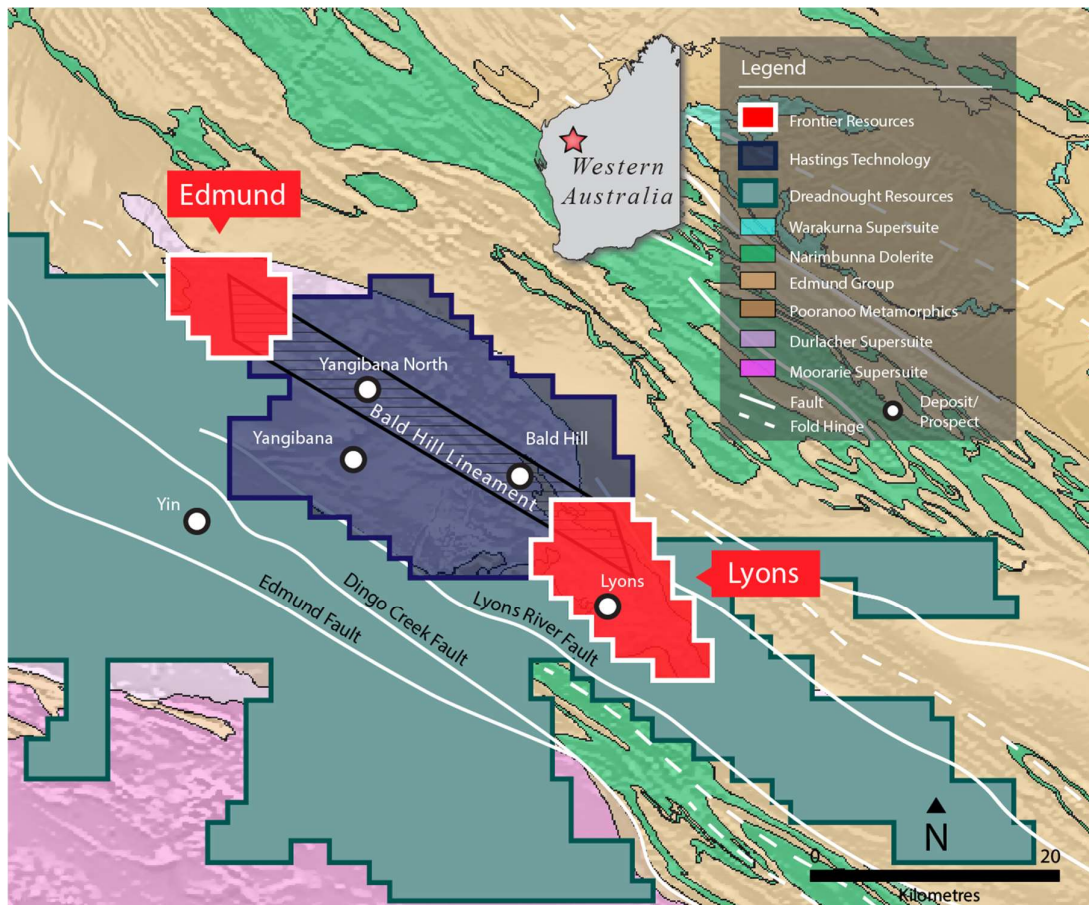 Legend
Frontier Resources
Hastings Technology
Dreadnought Resources
Warakurna Supersuite
Narimbunna Dolerite
Edmund Group
Pooranoo Metamorphics
Durlacher Supersuite
Moorarie Supersuite
Fault
Fold Hinge
Deposit/
Prospect
Western
Australia
Edmund
Yangibana North
Bald Hill Lineament
Bald Hill
Yangibana
Yin
Lyons
Lyons
Edmund Fault
Dingo Creek Fault
Lyons River Fault
N
0
20
Kilometres